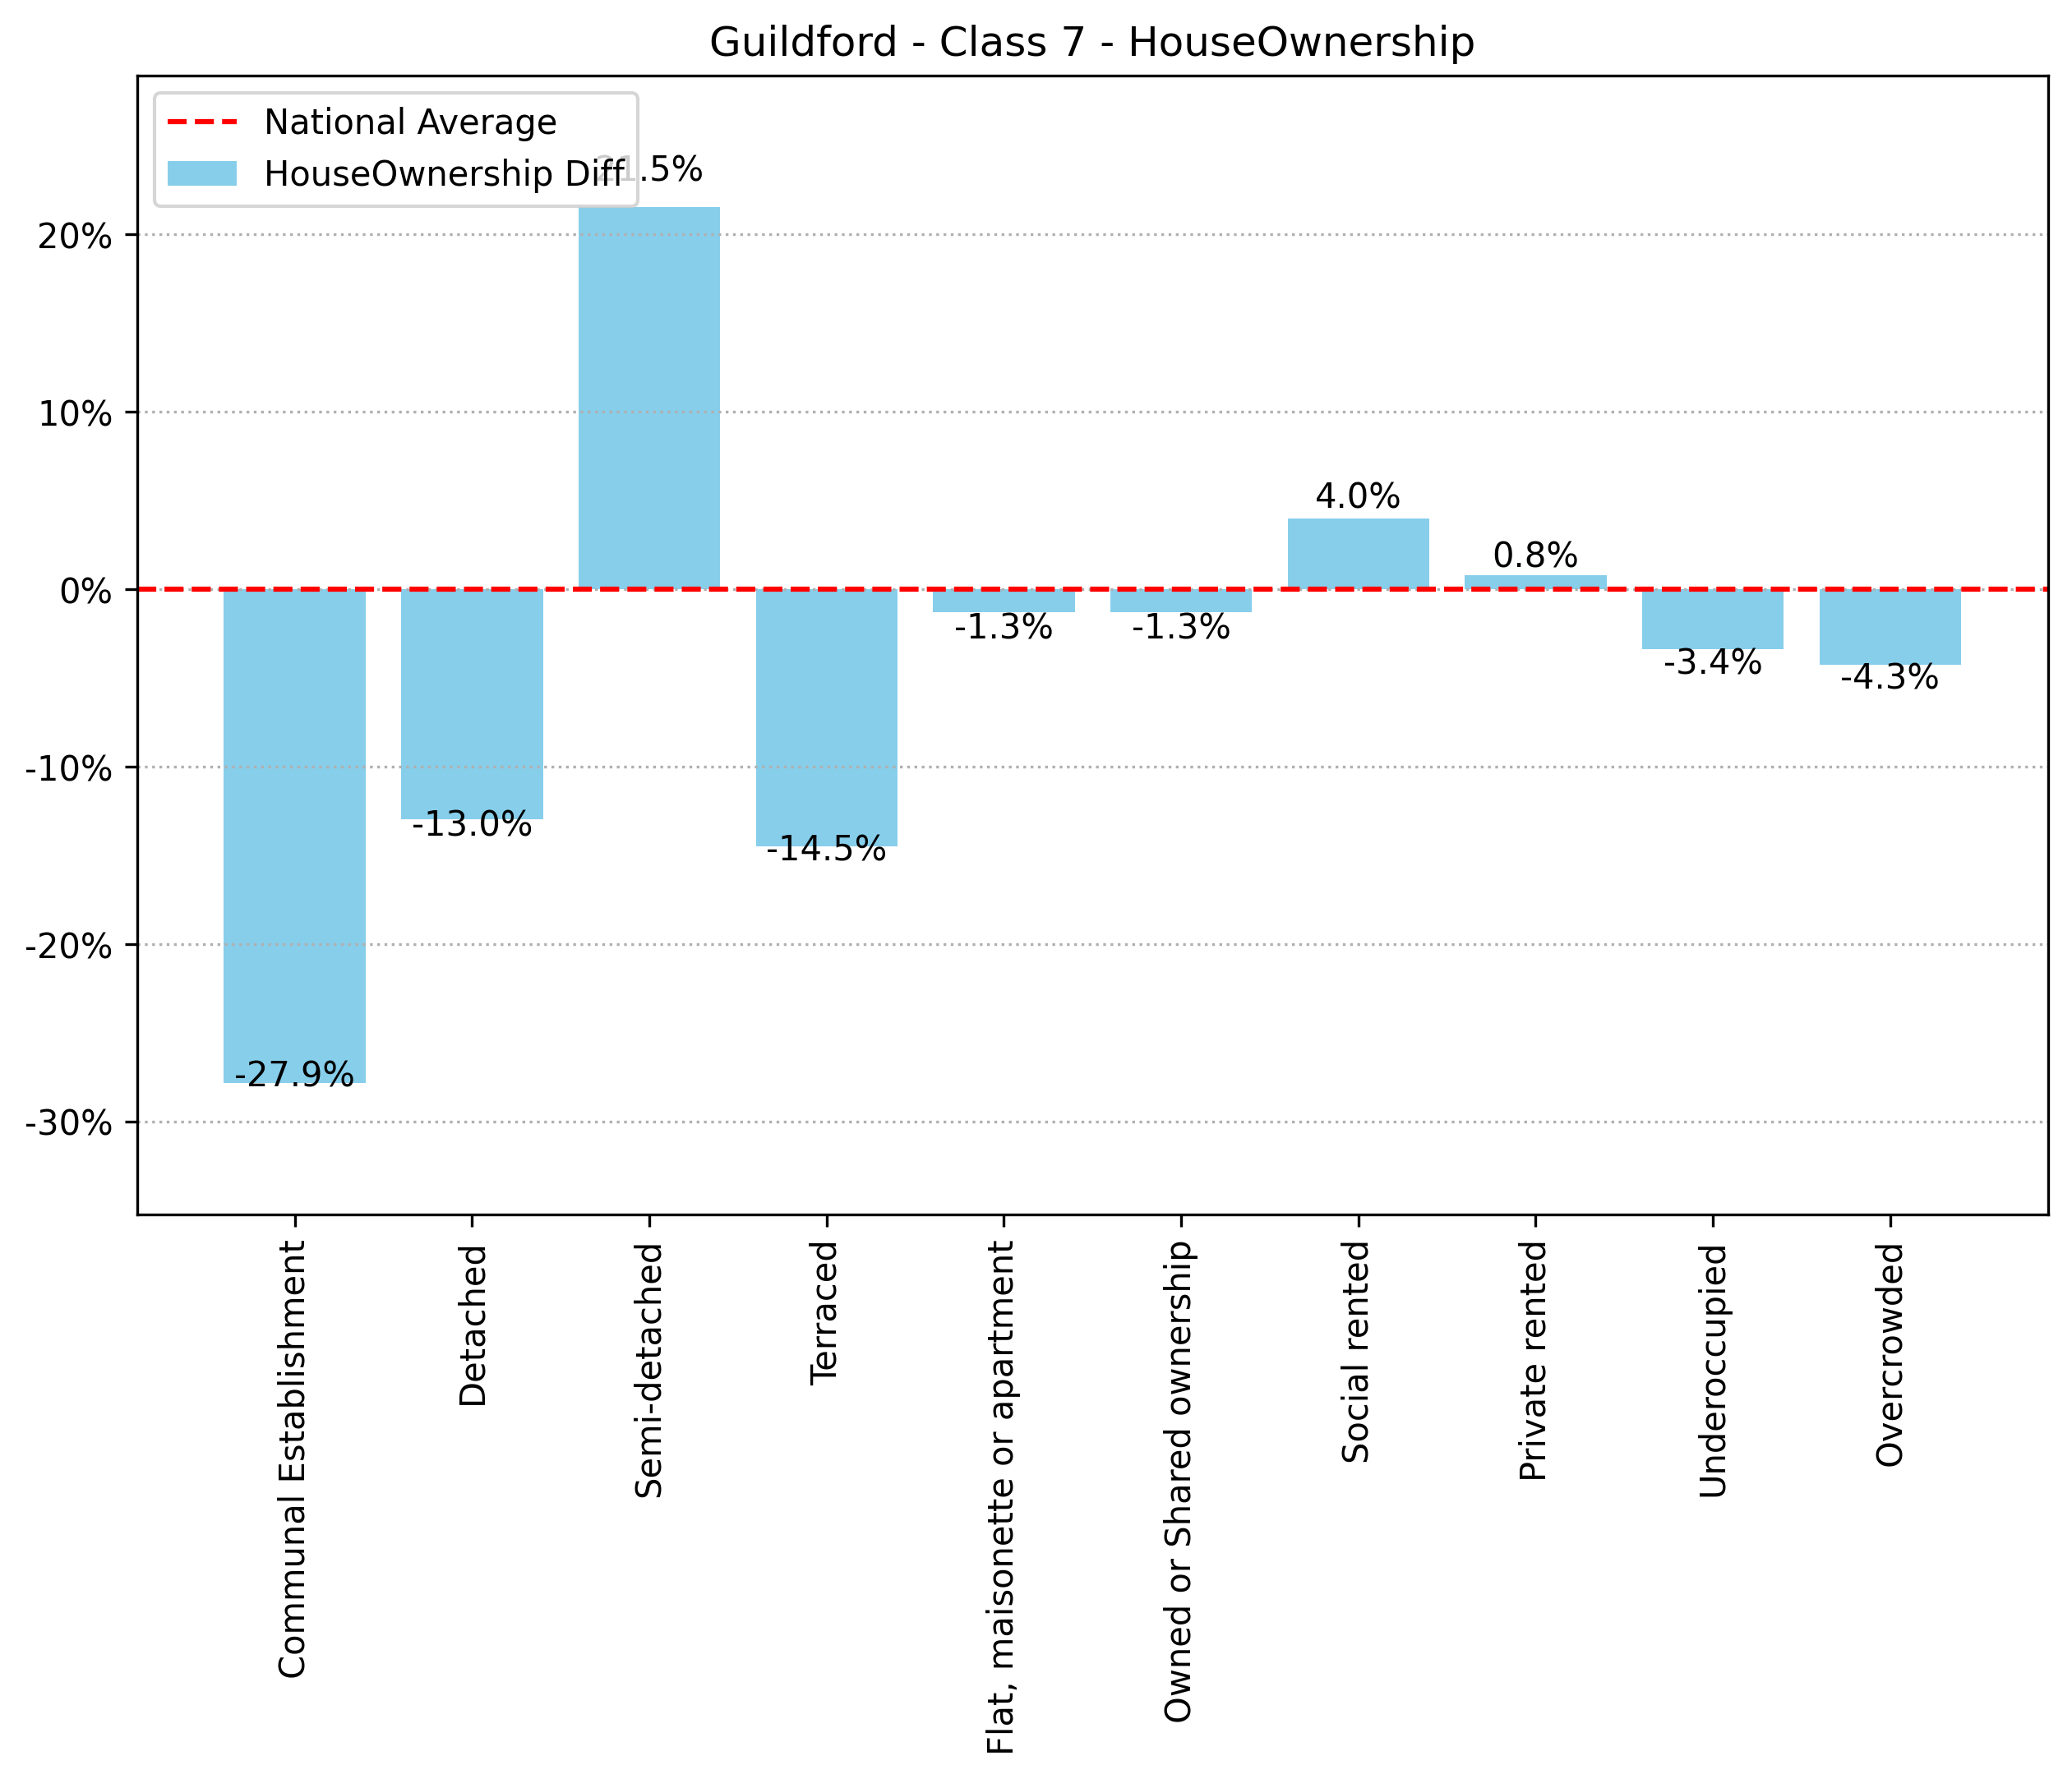 Guildford - Class 7 - HouseOwnership
National Average
HouseOwnership Diff
21.5%
20%
10%
0%
-10%
-20%
-30%
-27.9%
-13.0%
-14.5%
-1.3%
-1.3%
4.0%
0.8%
-3.4%
-4.3%
Communal Establishment
Detached
Semi-detached
Terraced
Flat, maisonette or apartment
Owned or Shared ownership
Social rented
Private rented
Underoccupied
Overcrowded